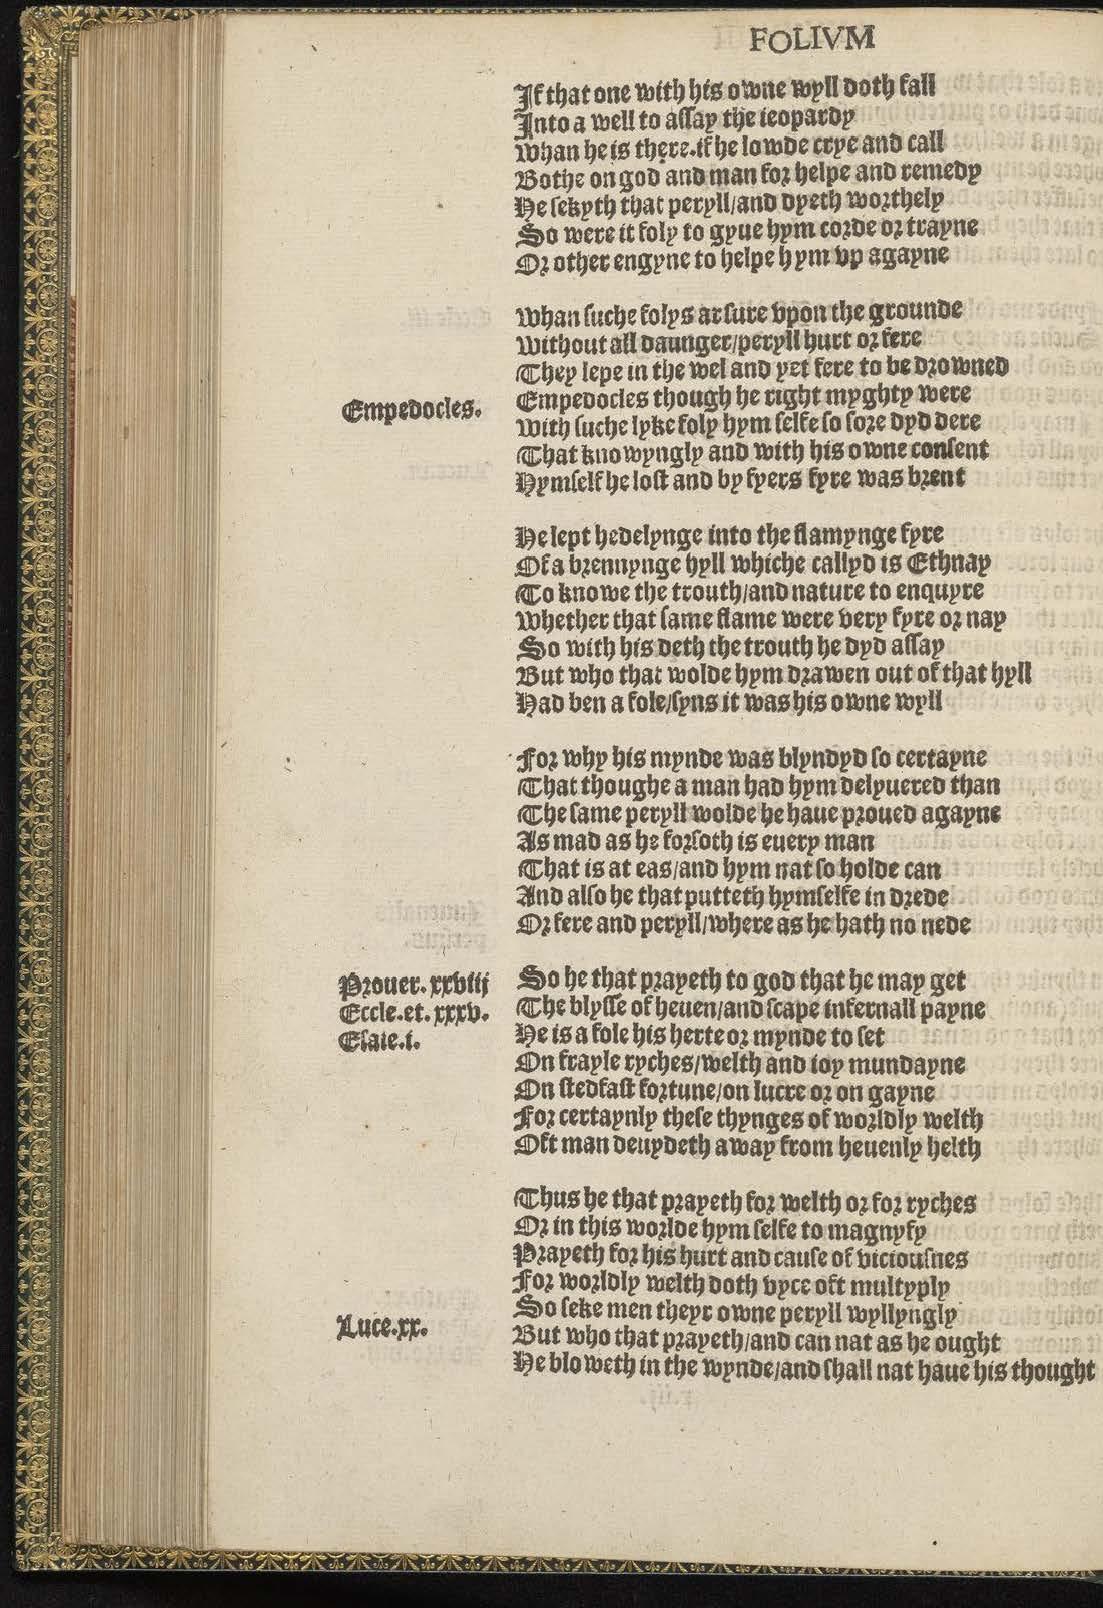 FOLIVM
If that one with his owne wyll doth fall
Into a well to assay the ieopardy
Whan he is there.if he lowde crye and call
Bothe on god and man for helpe and remedy
He sekyth that peryll/and dyeth worthely
So were it foly to gyue hym corde or trayne
Or other engyne to helpe hym vp agayne
Whan suche folys ar sure vpon the grounde
Without all daunger/peryll hurt or fere
They lepe in the wel and yet fere to be drowned
Empedocles.
Empedocles though he right myghty were
With suche lyke foly hym selfe so sore dyd dere
That knowyngly and with his owne consent
Hymself he lost and by fyers fyre was brent
He lept hedelynge into the flamynge fyre
Of a brennynge hyll whiche callyd is Ethnay
To knowe the trouth/and nature to enquyre
Whether that same flame were very fyre or nay
So with his deth the trouth he dyd assay
But who that wolde hym drawen out of that hyll
Had ben a fole/syns it was his owne wyll
For why his mynde was blyndyd so certayne
That thoughe a man had hym delyuered than
The same peryll wolde he haue proued agayne
As mad as he forsoth is euery man
That is at eas/and hym nat so holde can
And also he that putteth hymselfe in drede
Or fere and peryll/where as he hath no nede
Prouer.xxviij
So he that prayeth to god that he may get
Eccle.et.xxxv.
The blysse of heuen/and scape infernall payne
Esaie.i.
He is a fole his herte or mynde to set
On frayle ryches/welth and ioy mundayne
On stedfast fortune/on lucre or on gayne
For certaynly these thynges of worldly welth
Oft man deuydeth away from heuenly helth
Thus he that prayeth for welth or for ryches
Or in this worlde hym selfe to magnyfy
Prayeth for his hurt and cause of viciousnes
For worldly welth doth vyce oft multyply
So seke men theyr owne peryll wyllyngly
Luce.xx.
But who that prayeth/and can nat as he ought
He bloweth in the wynde/and shall nat haue his thought